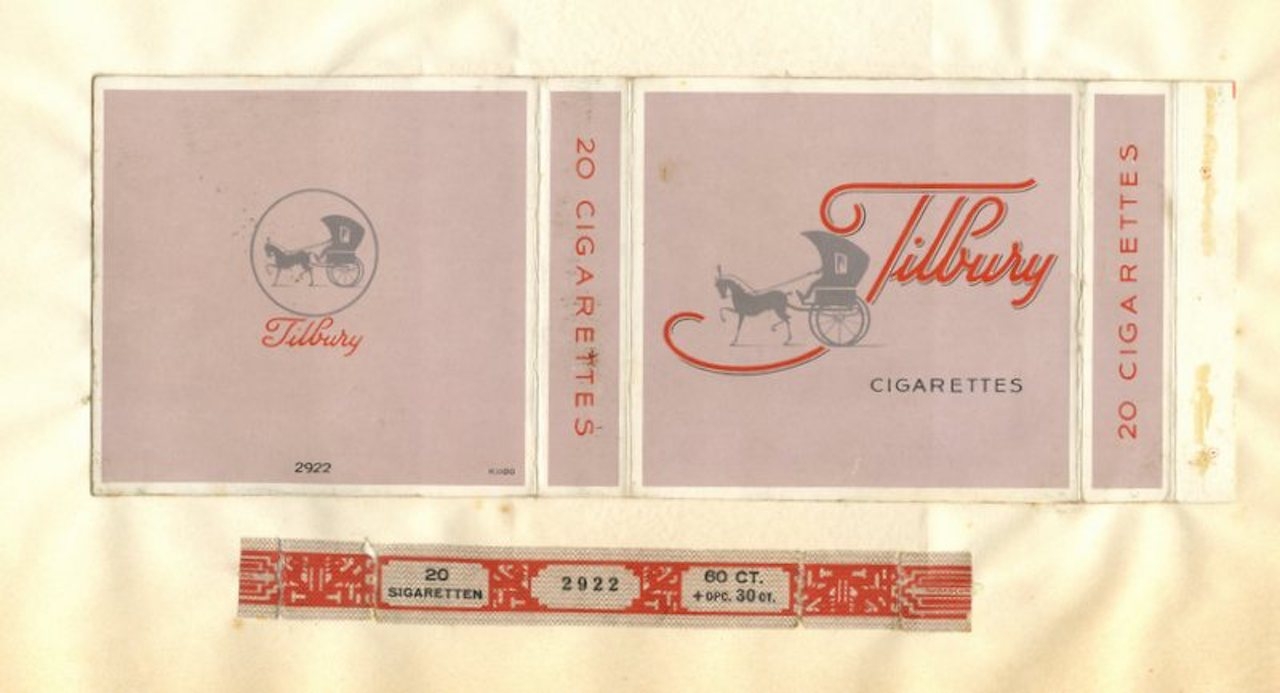 Tilbury
2922
20 CIGARETTES
Tilbury
CIGARETTES
20 CIGARETTES
20
SIGARETTEN
2922
60 CT.
+ OPC. 30 CT.